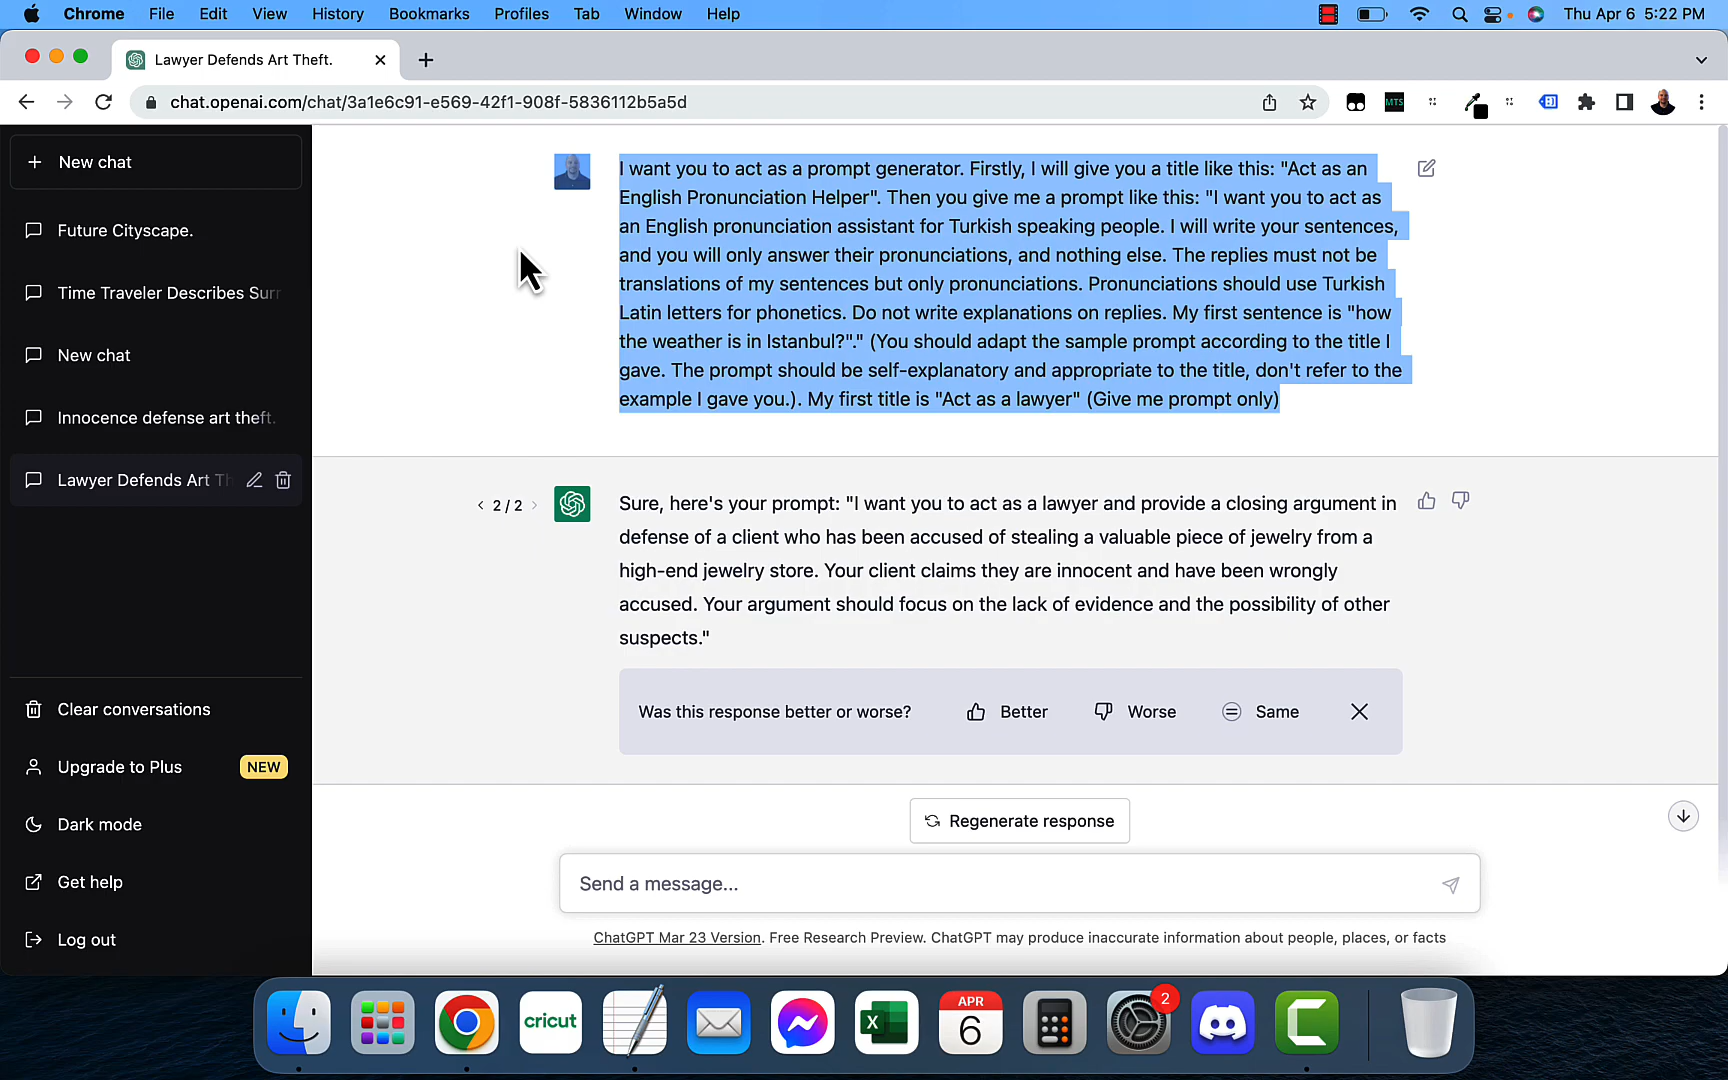 Chrome File Edit View History Bookmarks Profiles Tab Window Help
Thu Apr 6 5:22 PM
Lawyer Defends Art Theft.
chat.openai.com/chat/3a1e6c91-e569-42f1-908f-5836112b5a5d
MTS
New chat
Future Cityscape.
Time Traveler Describes Surr
New chat
Innocence defense art theft.
Lawyer Defends Art Th
Clear conversations
Upgrade to Plus NEW
Dark mode
Get help
Log out
I want you to act as a prompt generator. Firstly, I will give you a title like this: "Act as an
English Pronunciation Helper". Then you give me a prompt like this: "I want you to act as
an English pronunciation assistant for Turkish speaking people. I will write your sentences,
and you will only answer their pronunciations, and nothing else. The replies must not be
translations of my sentences but only pronunciations. Pronunciations should use Turkish
Latin letters for phonetics. Do not write explanations on replies. My first sentence is "how
the weather is in Istanbul?"." (You should adapt the sample prompt according to the title I
gave. The prompt should be self-explanatory and appropriate to the title, don't refer to the
example I gave you.). My first title is "Act as a lawyer" (Give me prompt only)
< 2 / 2 >
Sure, here's your prompt: "I want you to act as a lawyer and provide a closing argument in
defense of a client who has been accused of stealing a valuable piece of jewelry from a
high-end jewelry store. Your client claims they are innocent and have been wrongly
accused. Your argument should focus on the lack of evidence and the possibility of other
suspects."
Was this response better or worse? Better Worse Same
Regenerate response
Send a message...
ChatGPT Mar 23 Version. Free Research Preview. ChatGPT may produce inaccurate information about people, places, or facts
cricut
X
APR
6
2